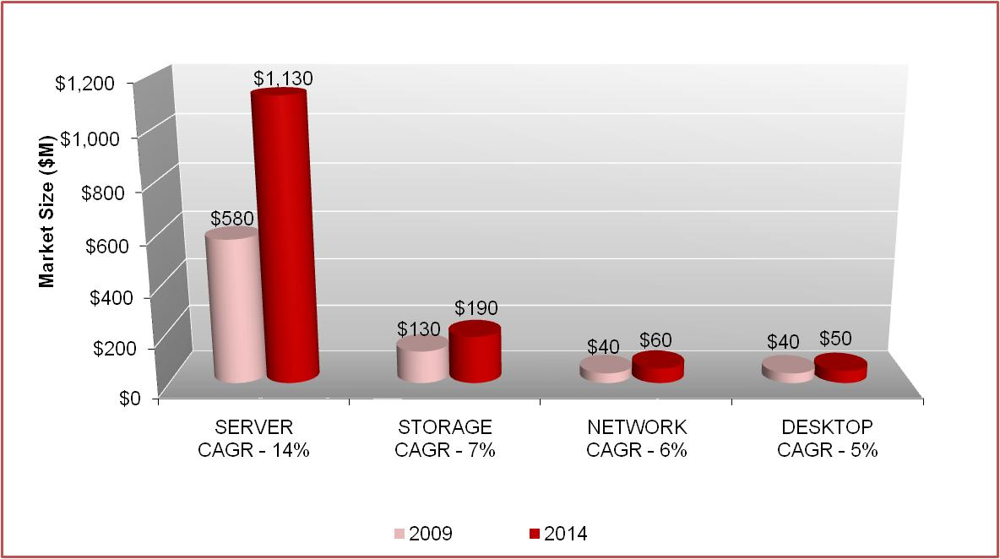 $1,200
$1,000
$800
$600
$400
$200
$0
Market Size ($M)
$580
$1,130
$130
$190
$40
$60
$40
$50
SERVER
CAGR - 14%
STORAGE
CAGR - 7%
NETWORK
CAGR - 6%
DESKTOP
CAGR - 5%
2009
2014